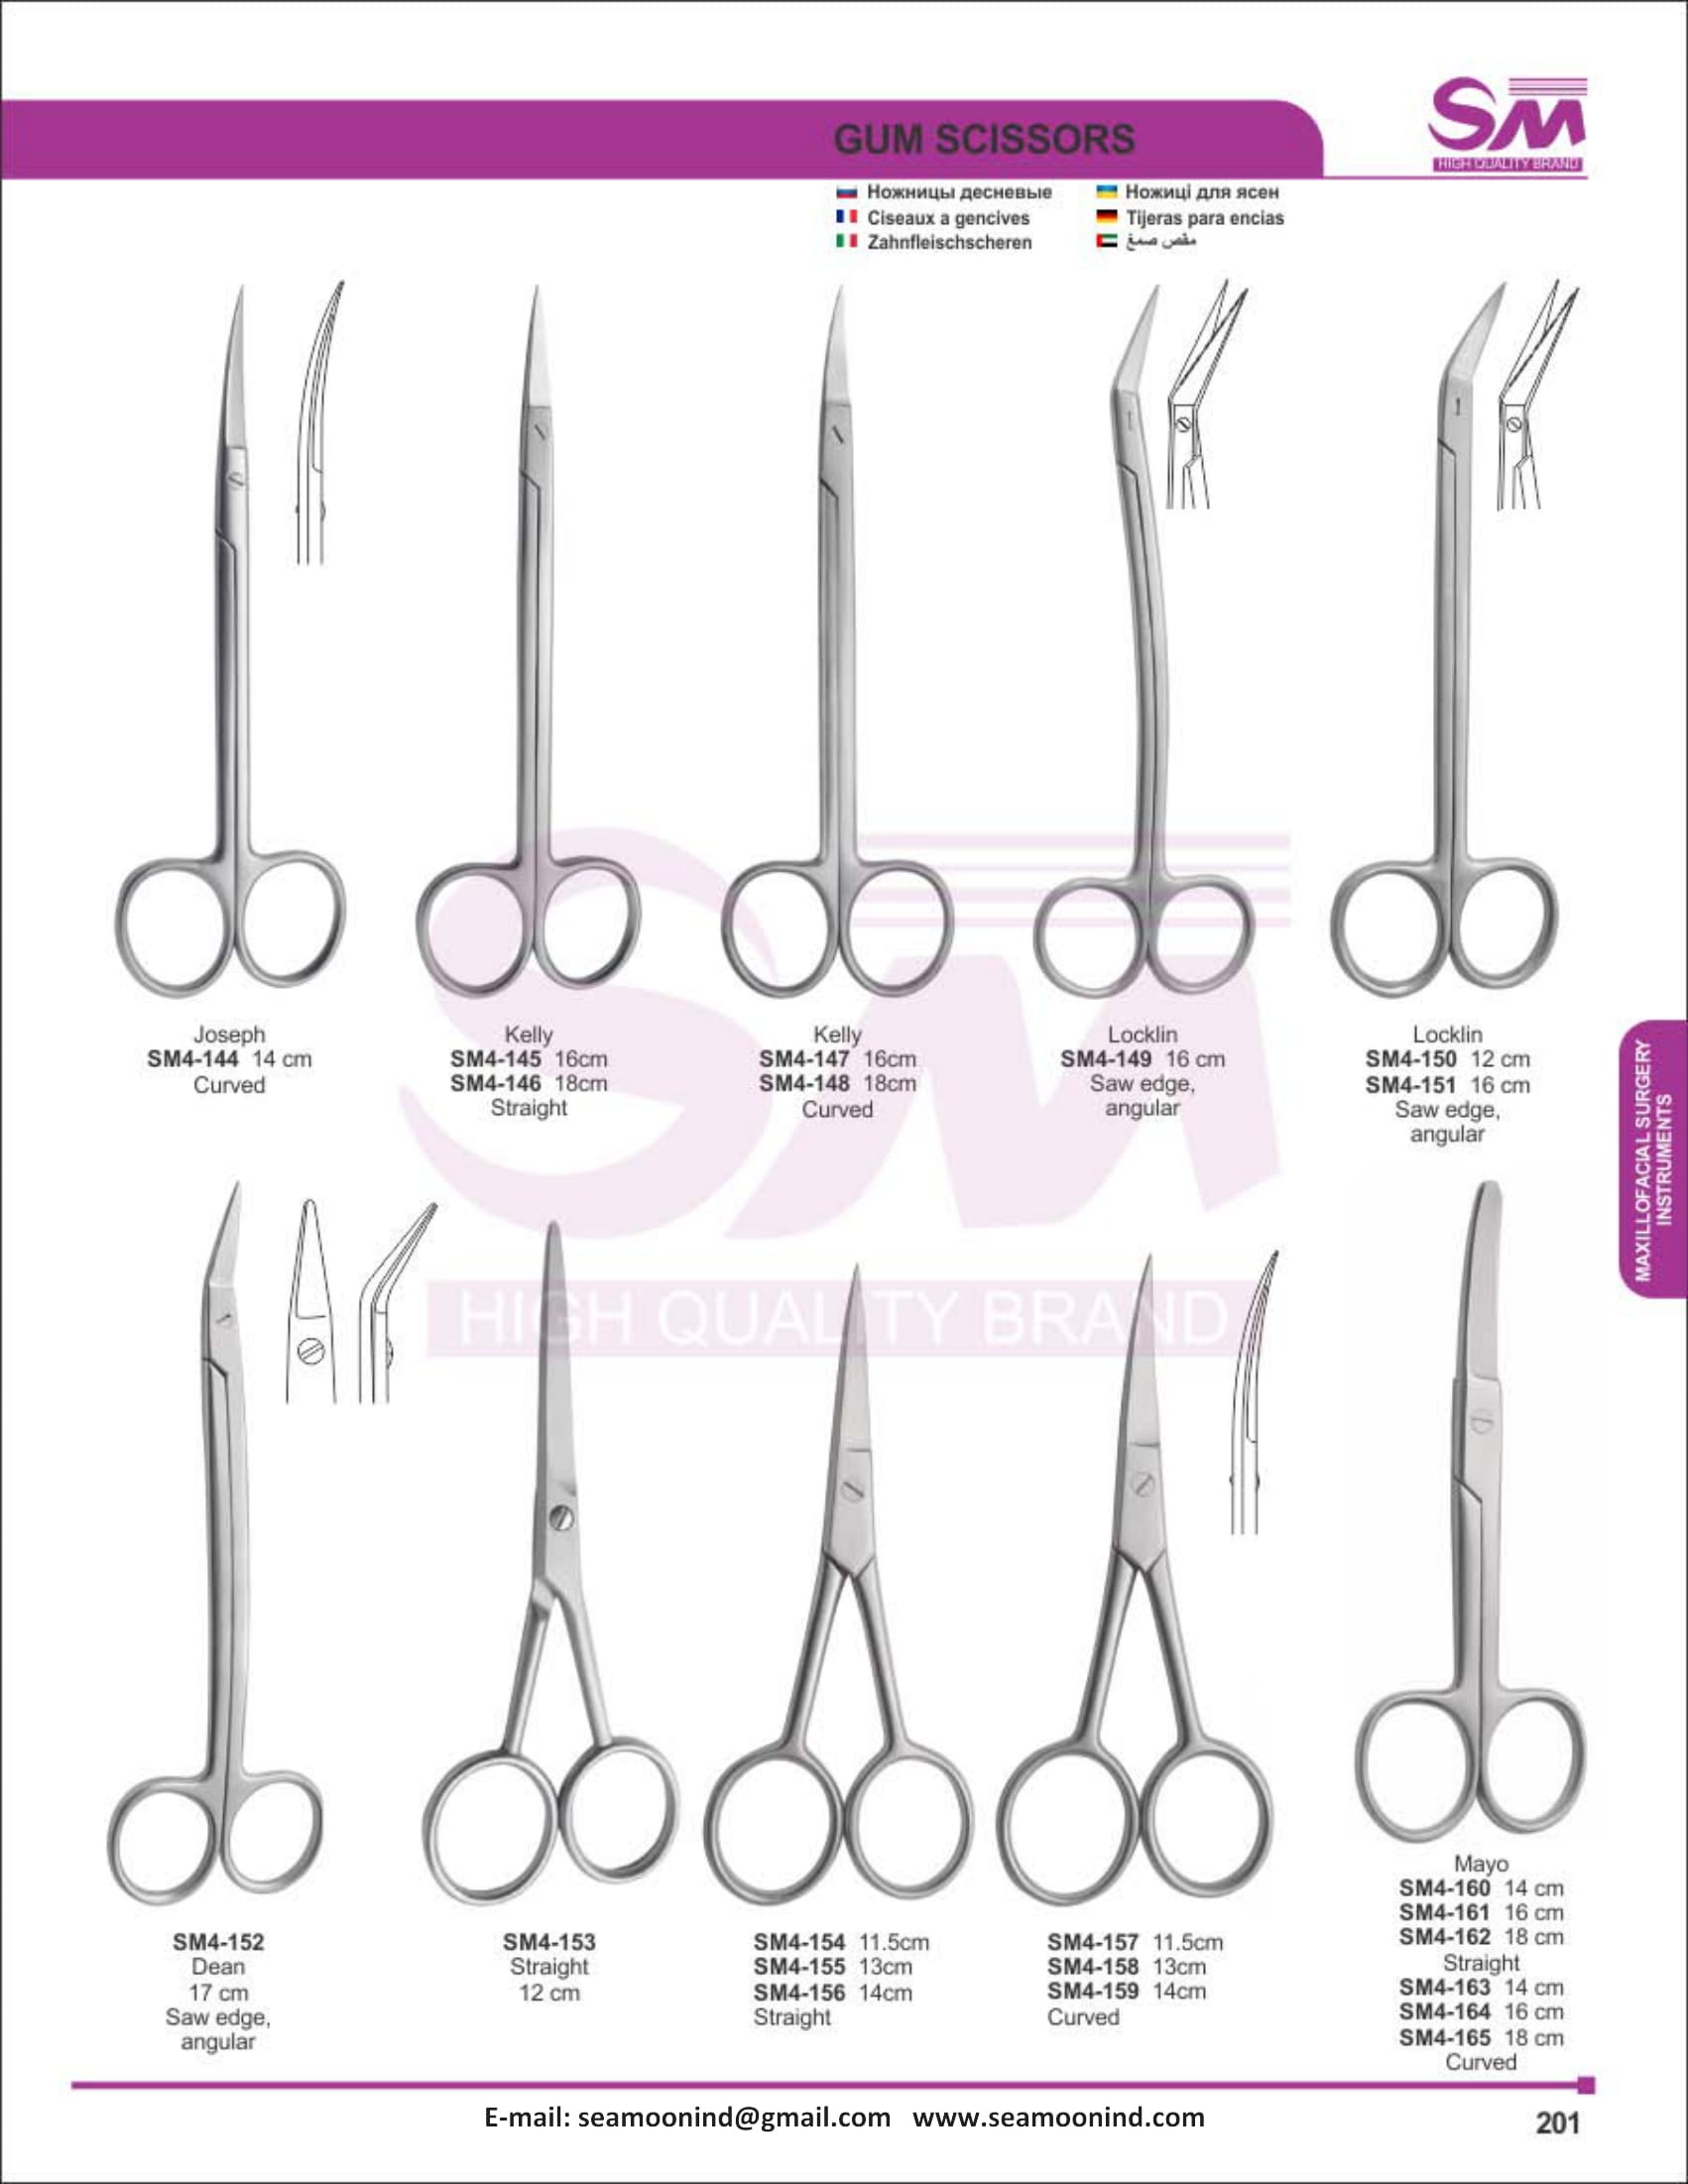 SM
HIGH QUALITY BRAND
GUM SCISSORS
Ножницы десневые
Ciseaux a gencives
Zahnfleischscheren
Ножиці для ясен
Tijeras para encias
مقص صمغ
Joseph
SM4-144 14 cm
Curved
Kelly
SM4-145 16cm
SM4-146 18cm
Straight
Kelly
SM4-147 16cm
SM4-148 18cm
Curved
Locklin
SM4-149 16 cm
Saw edge,
angular
Locklin
SM4-150 12 cm
SM4-151 16 cm
Saw edge,
angular
MAXILLOFACIAL SURGERY
INSTRUMENTS
SM
HIGH QUALITY BRAND
SM4-152
Dean
17 cm
Saw edge,
angular
SM4-153
Straight
12 cm
SM4-154 11.5cm
SM4-155 13cm
SM4-156 14cm
Straight
SM4-157 11.5cm
SM4-158 13cm
SM4-159 14cm
Curved
Mayo
SM4-160 14 cm
SM4-161 16 cm
SM4-162 18 cm
Straight
SM4-163 14 cm
SM4-164 16 cm
SM4-165 18 cm
Curved
E-mail: seamoonind@gmail.com www.seamoonind.com
201